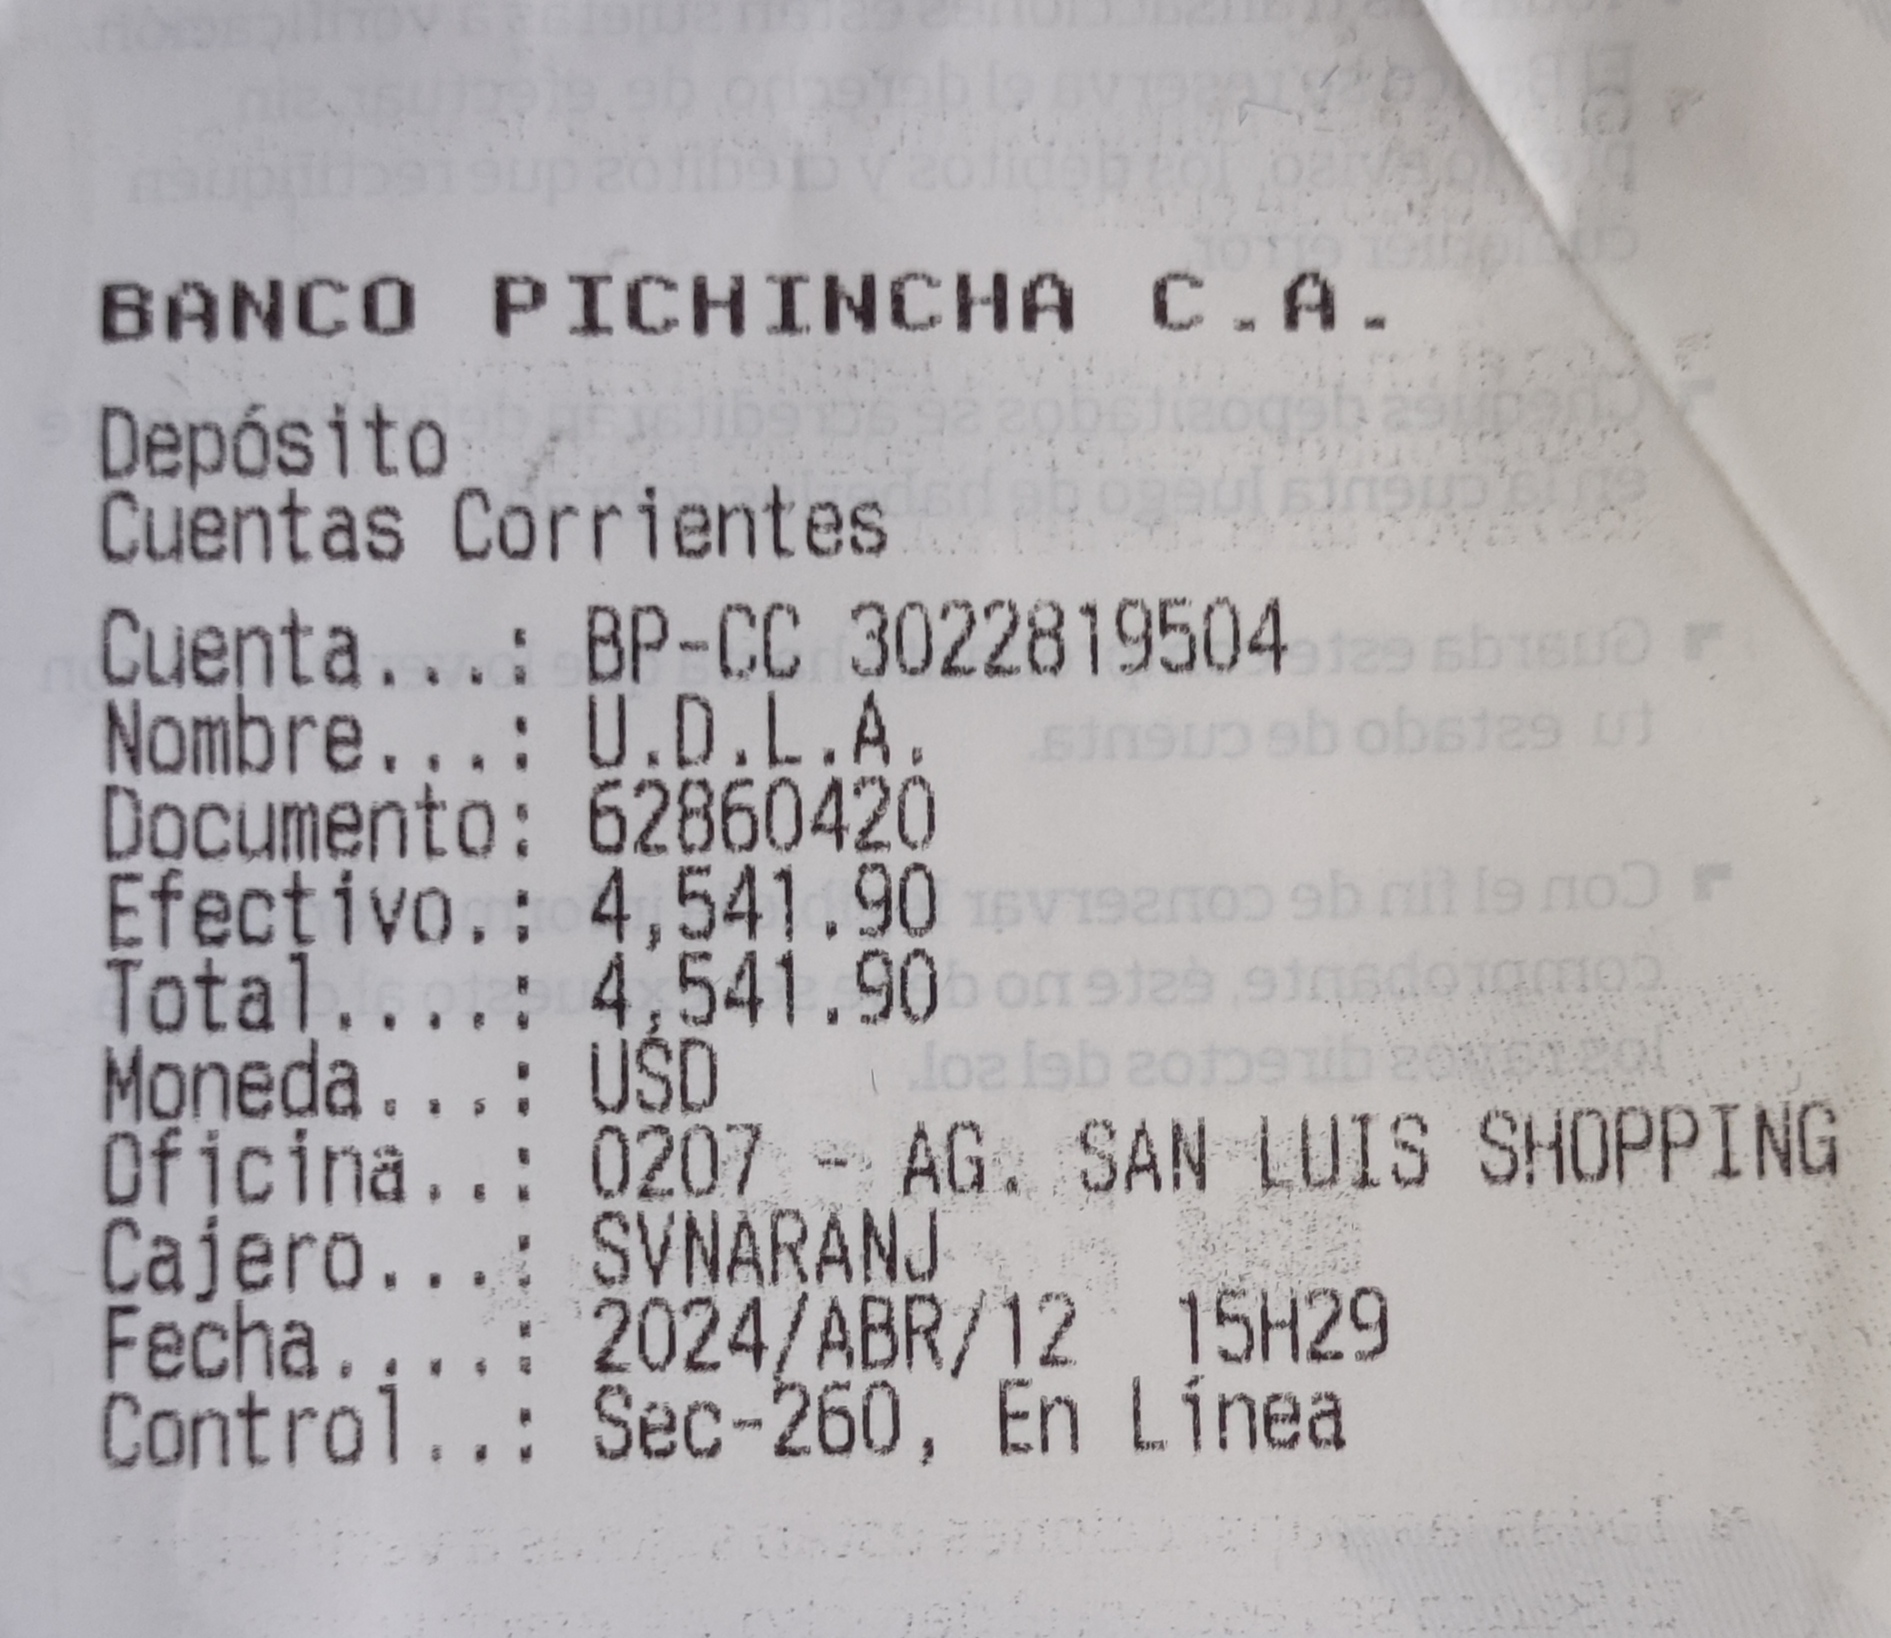 BANCO PICHINCHA C.A.
Depósito
Cuentas Corrientes
Cuenta...: BP-CC 3022819504
Nombre...: U.D.L.A.
Documento: 62860420
Efectivo.: 4,541.90
Total....: 4,541.90
Moneda...: USD
Oficina..: 0207 - AG. SAN LUIS SHOPPING
Cajero...: SVNARANJ
Fecha....: 2024/ABR/12 15H29
Control..: Sec-260, En Línea